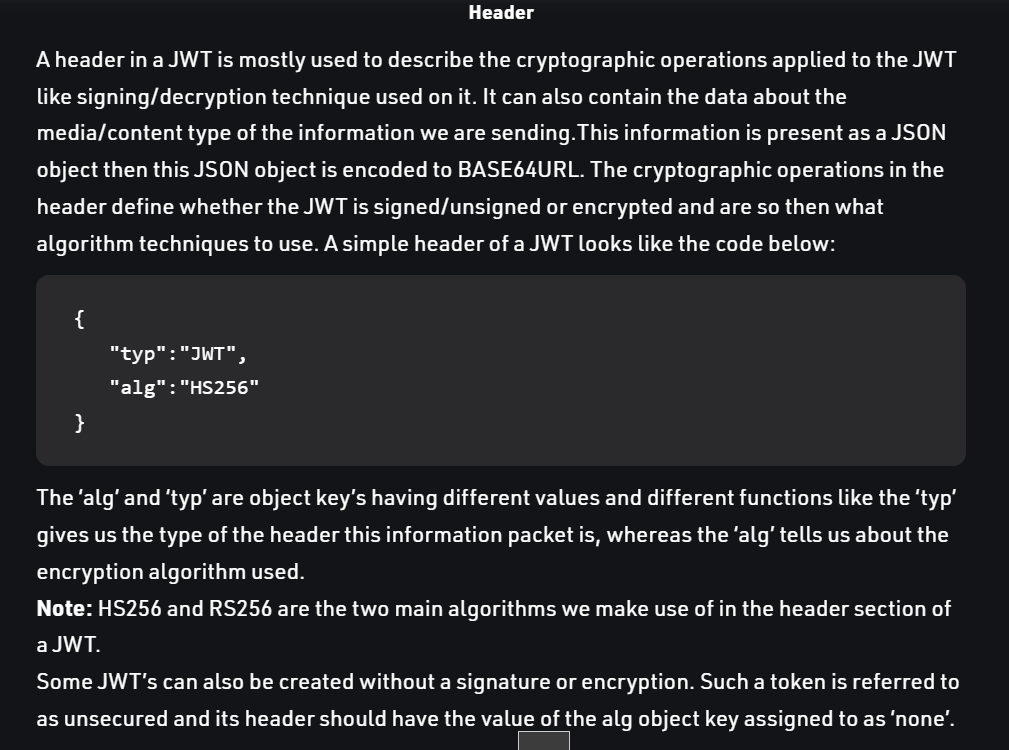 Header
A header in a JWT is mostly used to describe the cryptographic operations applied to the JWT
like signing/decryption technique used on it. It can also contain the data about the
media/content type of the information we are sending.This information is present as a JSON
object then this JSON object is encoded to BASE64URL. The cryptographic operations in the
header define whether the JWT is signed/unsigned or encrypted and are so then what
algorithm techniques to use. A simple header of a JWT looks like the code below:
{
"typ":"JWT",
"alg":"HS256"
}
The ‘alg’ and ‘typ’ are object key’s having different values and different functions like the ‘typ’
gives us the type of the header this information packet is, whereas the ‘alg’ tells us about the
encryption algorithm used.
Note: HS256 and RS256 are the two main algorithms we make use of in the header section of
a JWT.
Some JWT’s can also be created without a signature or encryption. Such a token is referred to
as unsecured and its header should have the value of the alg object key assigned to as ‘none’.